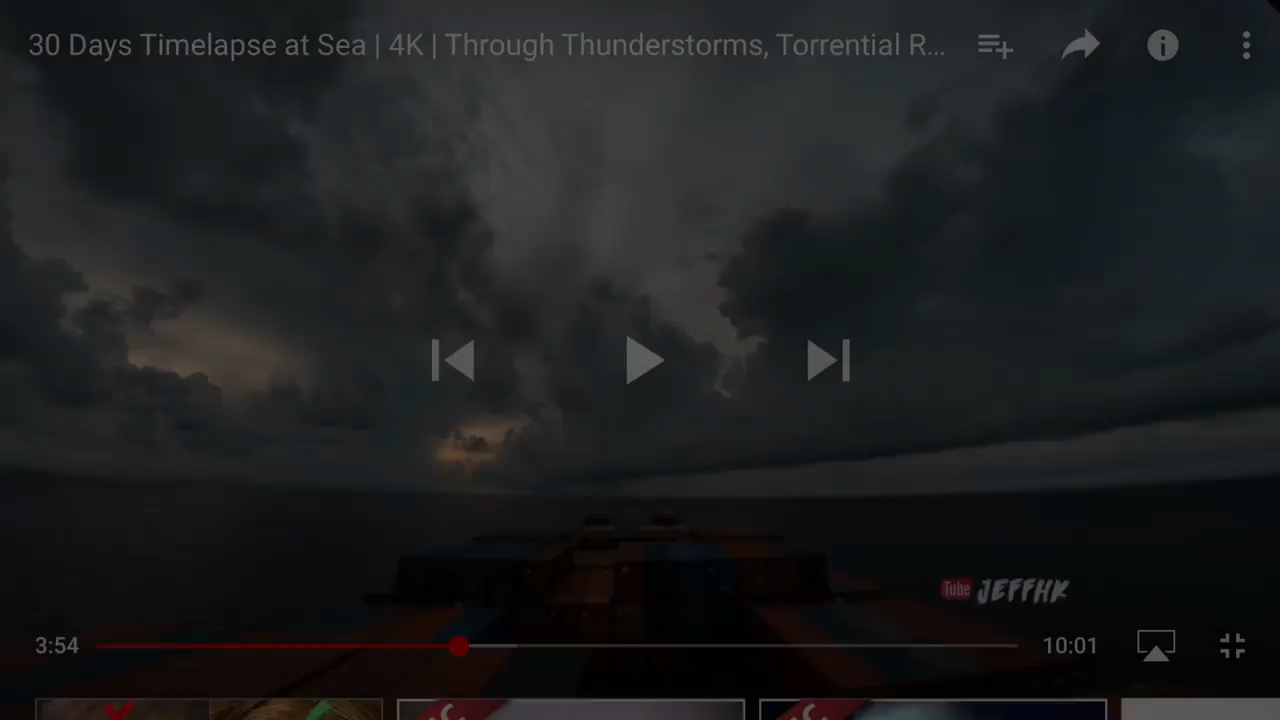 30 Days Timelapse at Sea | 4K | Through Thunderstorms, Torrential R...
Tube JEFFHK
3:54
10:01